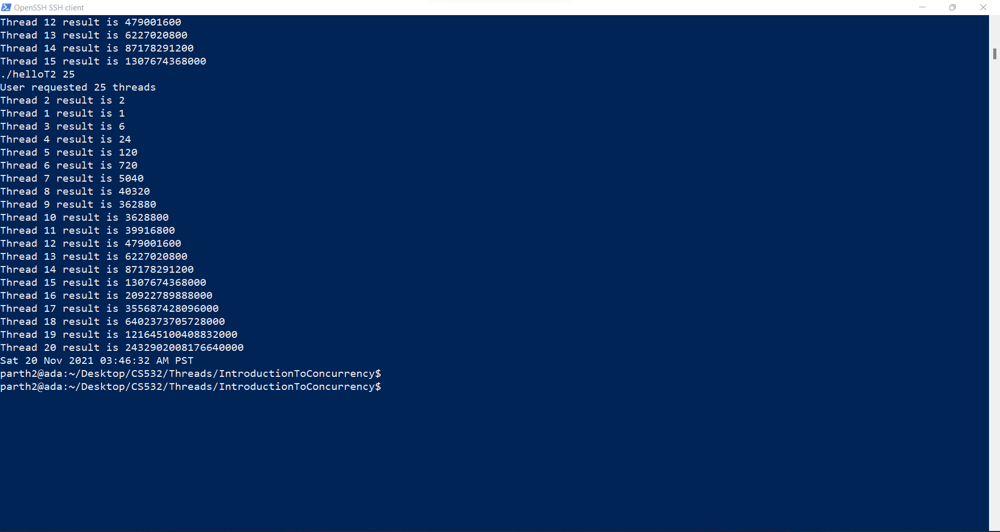 OpenSSH SSH client
Thread 12 result is 479001600
Thread 13 result is 6227020800
Thread 14 result is 87178291200
Thread 15 result is 1307674368000
./helloT2 25
User requested 25 threads
Thread 2 result is 2
Thread 1 result is 1
Thread 3 result is 6
Thread 4 result is 24
Thread 5 result is 120
Thread 6 result is 720
Thread 7 result is 5040
Thread 8 result is 40320
Thread 9 result is 362880
Thread 10 result is 3628800
Thread 11 result is 39916800
Thread 12 result is 479001600
Thread 13 result is 6227020800
Thread 14 result is 87178291200
Thread 15 result is 1307674368000
Thread 16 result is 20922789888000
Thread 17 result is 355687428096000
Thread 18 result is 6402373705728000
Thread 19 result is 121645100408832000
Thread 20 result is 2432902008176640000
Sat 20 Nov 2021 03:46:32 AM PST
parth2@ada:~/Desktop/CS532/Threads/IntroductionToConcurrency$
parth2@ada:~/Desktop/CS532/Threads/IntroductionToConcurrency$